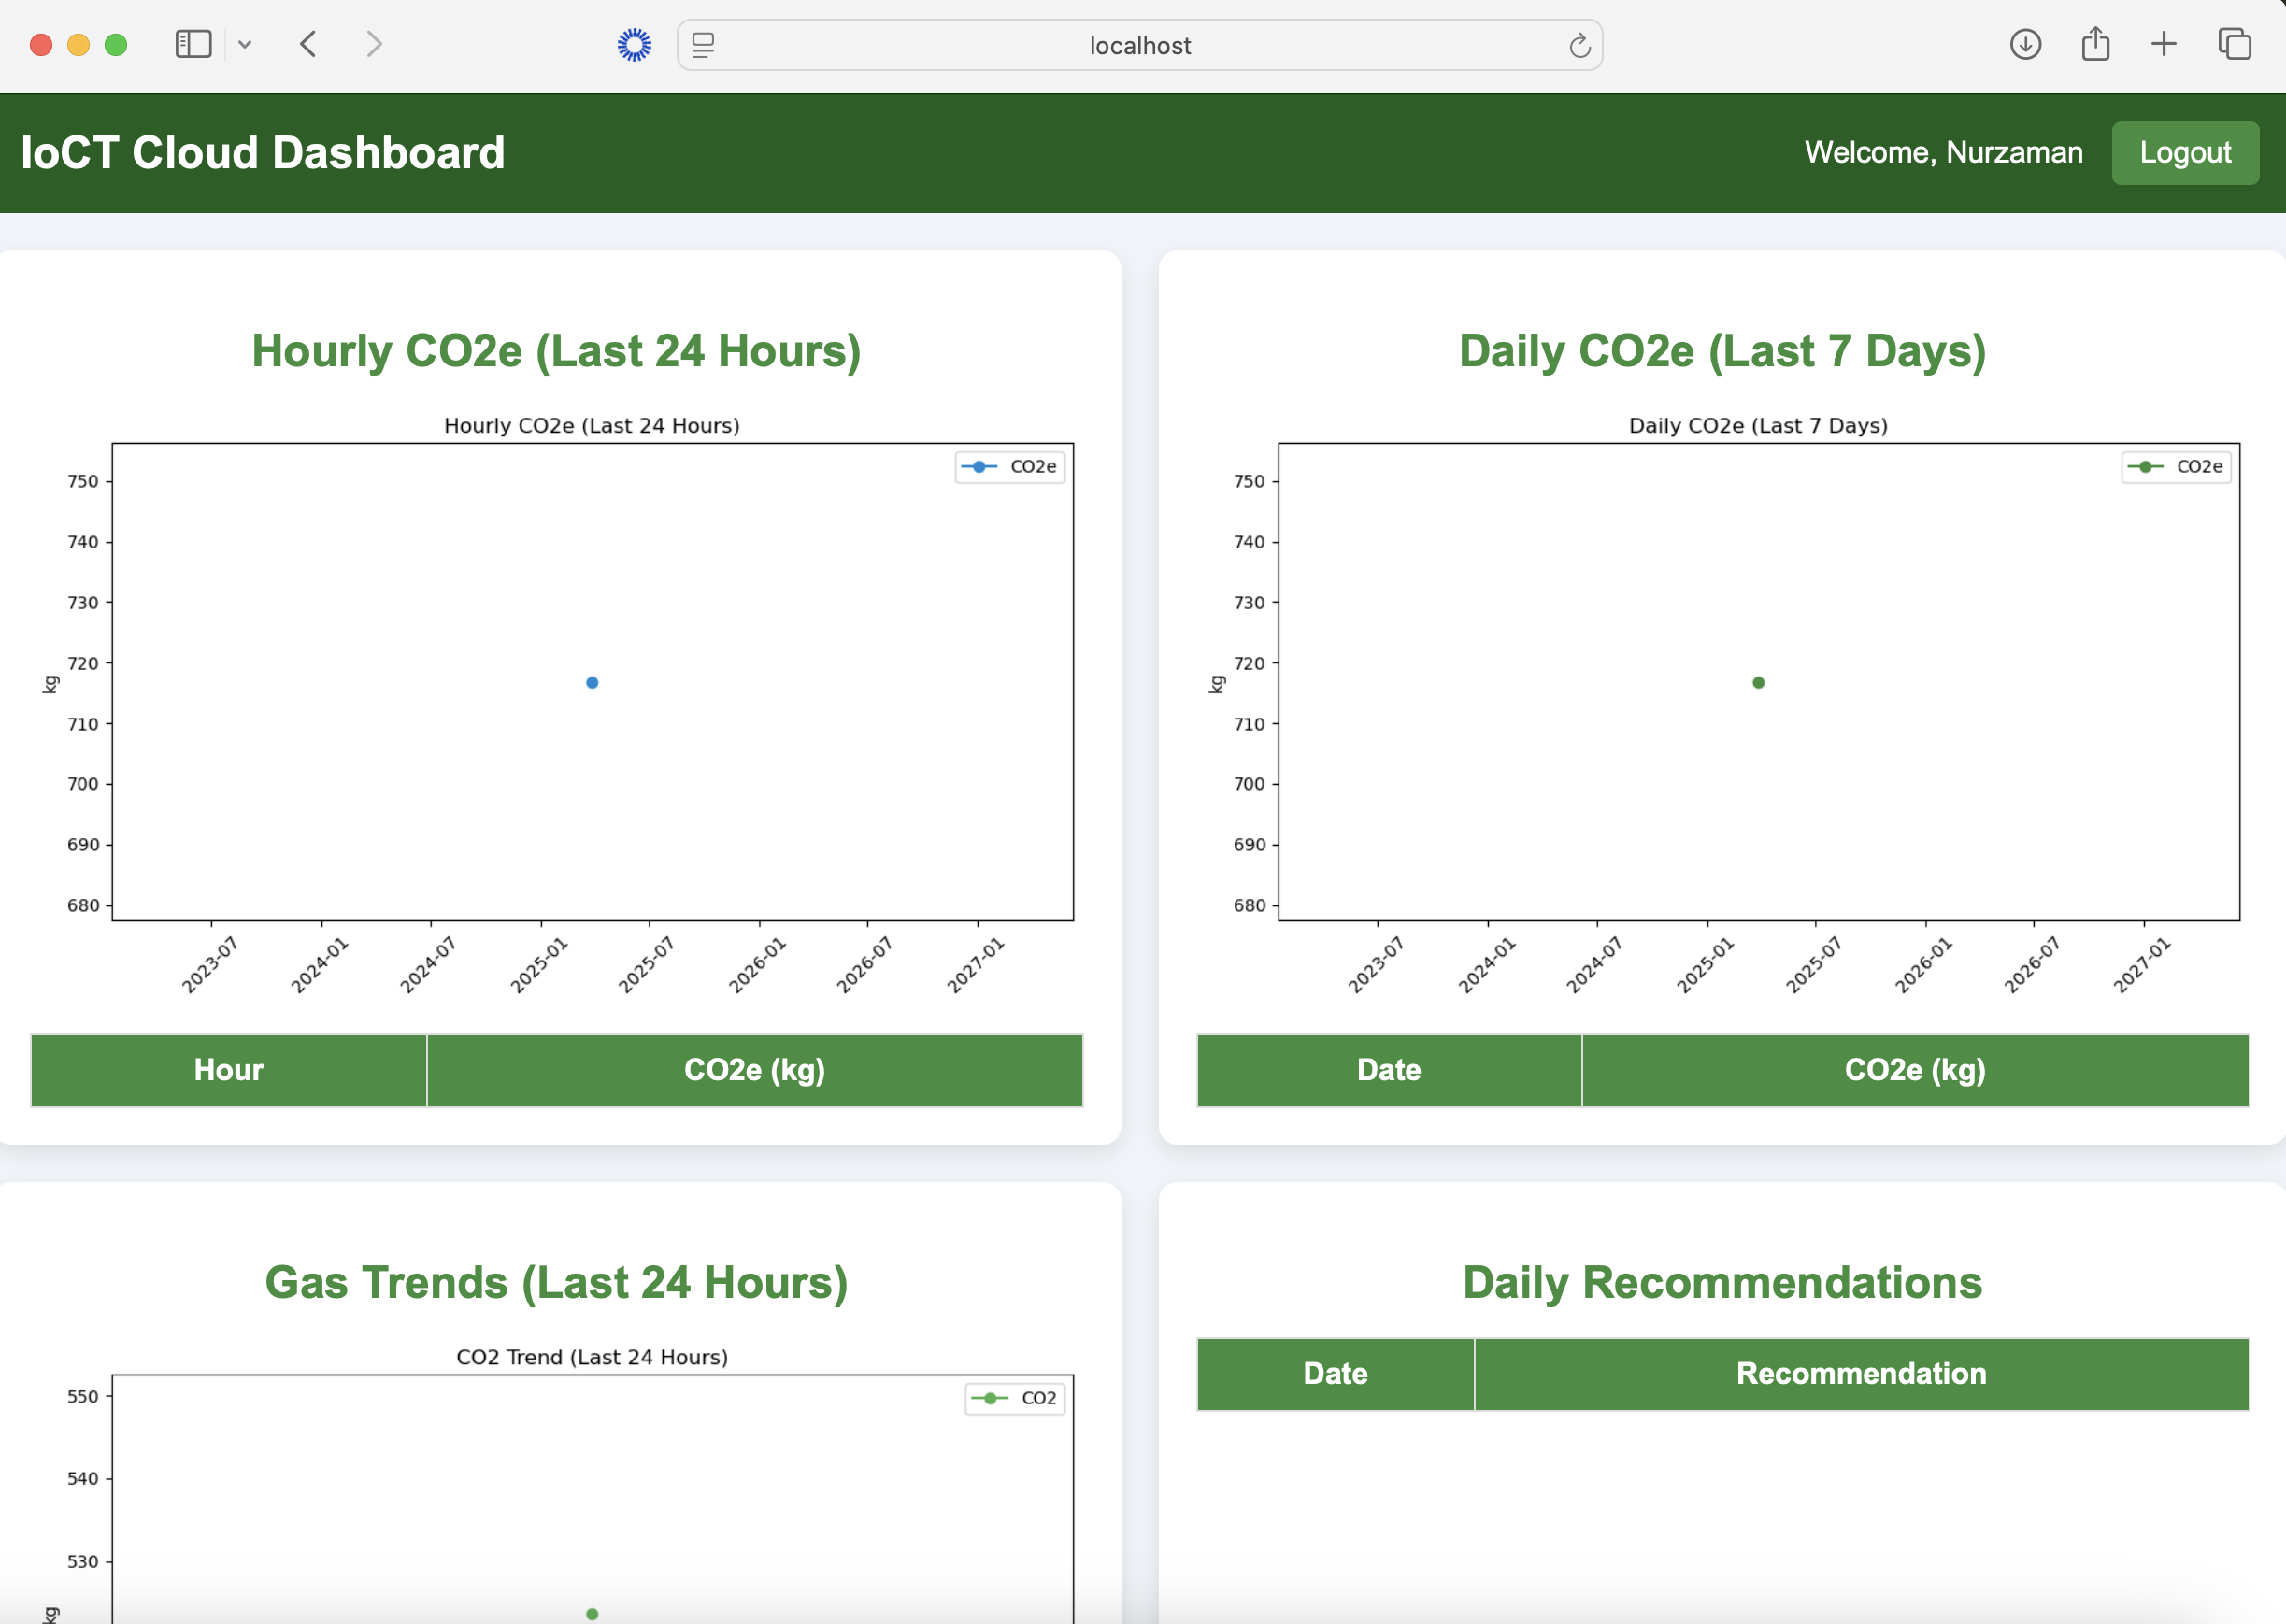 localhost
IoCT Cloud Dashboard
Welcome, Nurzaman
Logout
Hourly CO2e (Last 24 Hours)
Hourly CO2e (Last 24 Hours)
CO2e
750
740
730
720
710
700
690
680
kg
2023-07
2024-01
2024-07
2025-01
2025-07
2026-01
2026-07
2027-01
Hour
CO2e (kg)
Daily CO2e (Last 7 Days)
Daily CO2e (Last 7 Days)
CO2e
750
740
730
720
710
700
690
680
kg
2023-07
2024-01
2024-07
2025-01
2025-07
2026-01
2026-07
2027-01
Date
CO2e (kg)
Gas Trends (Last 24 Hours)
CO2 Trend (Last 24 Hours)
CO2
550
540
530
kg
Daily Recommendations
Date
Recommendation